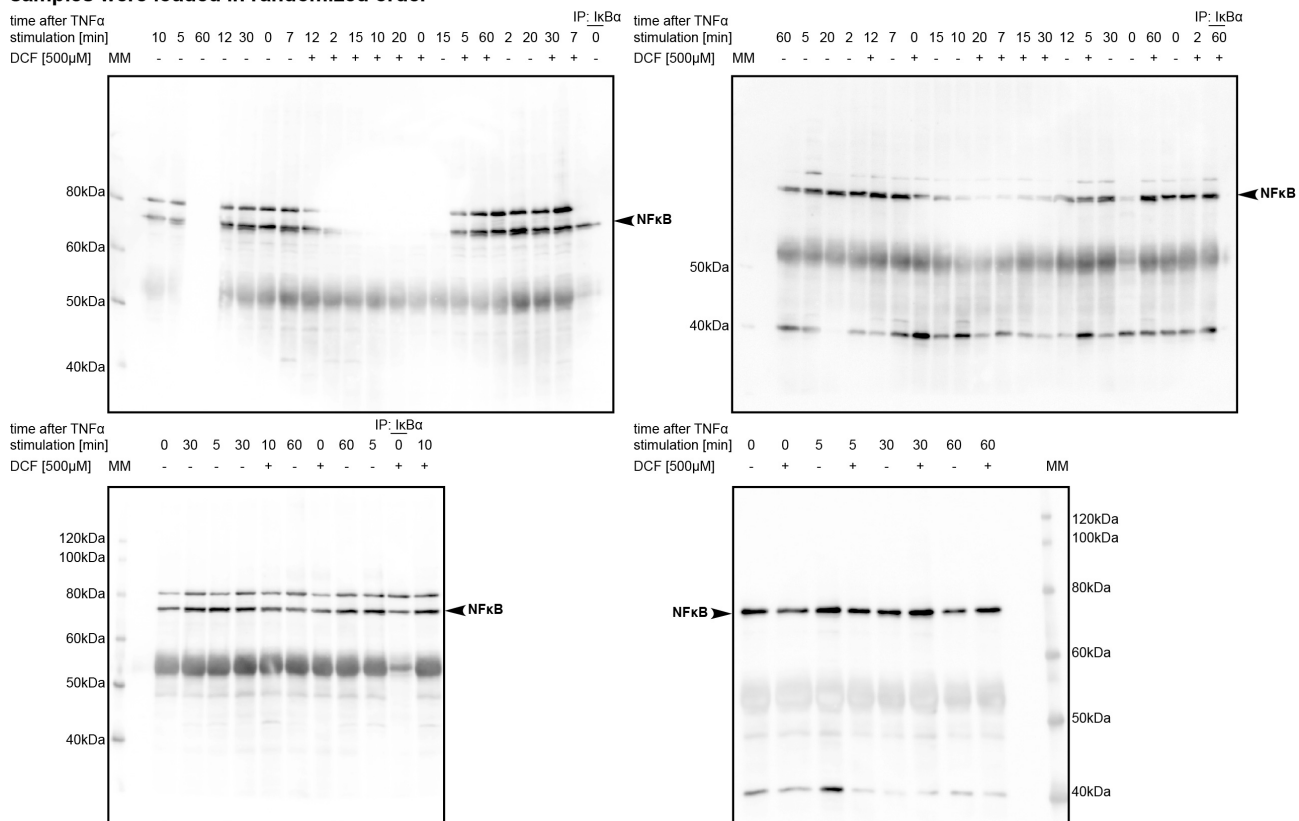 samples were loaded in randomized order
IP: IκBα
time after TNFα
stimulation [min] 10 5 60 12 30 0 7 12 2 15 10 20 0 15 5 60 2 20 30 7 0
DCF [500µM] MM - - - - - - - + + + + + + - + + - - + + -
80kDa
60kDa
50kDa
40kDa
NFκB
IP: IκBα
time after TNFα
stimulation [min] 60 5 20 2 12 7 0 15 10 20 7 15 30 12 5 30 0 60 0 2 60
DCF [500µM] MM - - - - + - + - - + + + + - + - - + - + +
NFκB
50kDa
40kDa
IP: IκBα
time after TNFα
stimulation [min] 0 30 5 30 10 60 0 60 5 0 10
DCF [500µM] MM - - - - + - + - - + +
120kDa
100kDa
80kDa
60kDa
50kDa
40kDa
NFκB
time after TNFα
stimulation [min] 0 0 5 5 30 30 60 60
DCF [500µM] - + - + - + - + MM
120kDa
100kDa
80kDa
NFκB
60kDa
50kDa
40kDa